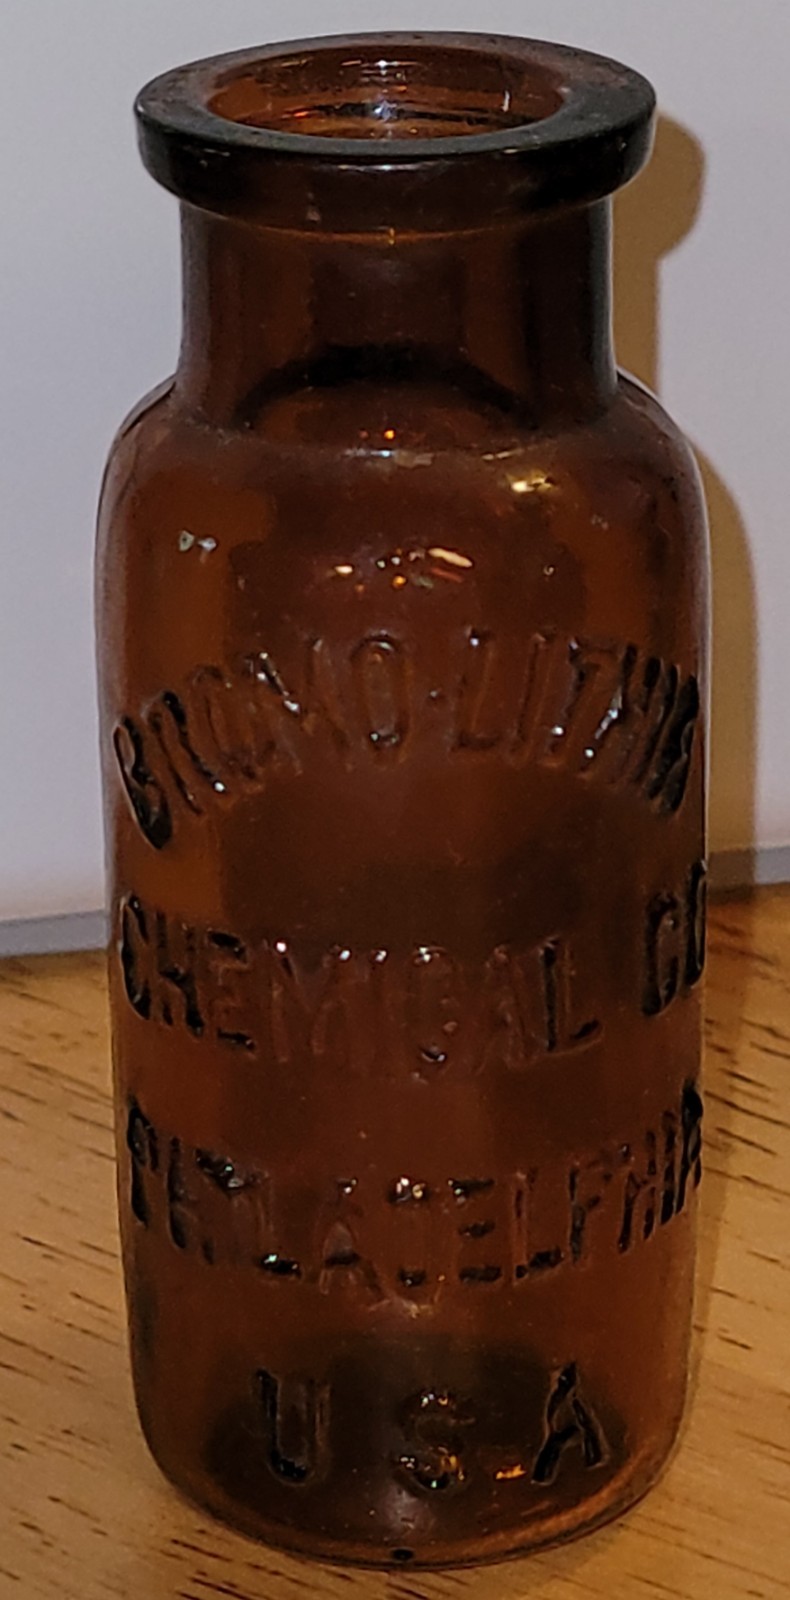 BROMO-LITHIA
CHEMICAL CO
PHILADELPHIA
U S A